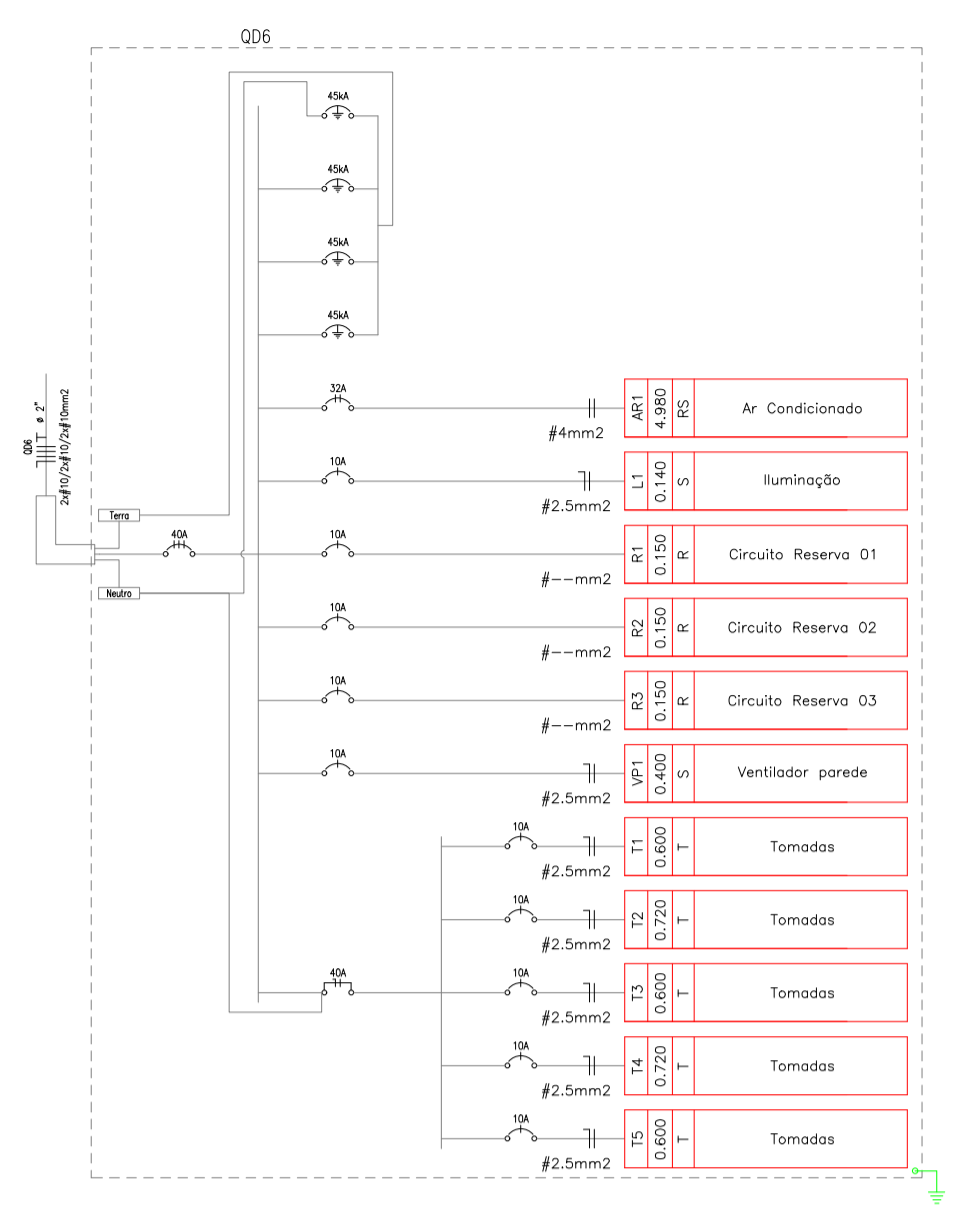 QD6
45kA
45kA
45kA
45kA
QD6
ø 2"
2x#10/2x#10/2x#10mm2
Terra
40A
Neutro
32A
#4mm2
AR1
4.980
RS
Ar Condicionado
10A
#2.5mm2
L1
0.140
S
Iluminação
10A
#--mm2
R1
0.150
R
Circuito Reserva 01
10A
#--mm2
R2
0.150
R
Circuito Reserva 02
10A
#--mm2
R3
0.150
R
Circuito Reserva 03
10A
#2.5mm2
VP1
0.400
S
Ventilador parede
10A
#2.5mm2
T1
0.600
T
Tomadas
10A
#2.5mm2
T2
0.720
T
Tomadas
40A
10A
#2.5mm2
T3
0.600
T
Tomadas
10A
#2.5mm2
T4
0.720
T
Tomadas
10A
#2.5mm2
T5
0.600
T
Tomadas